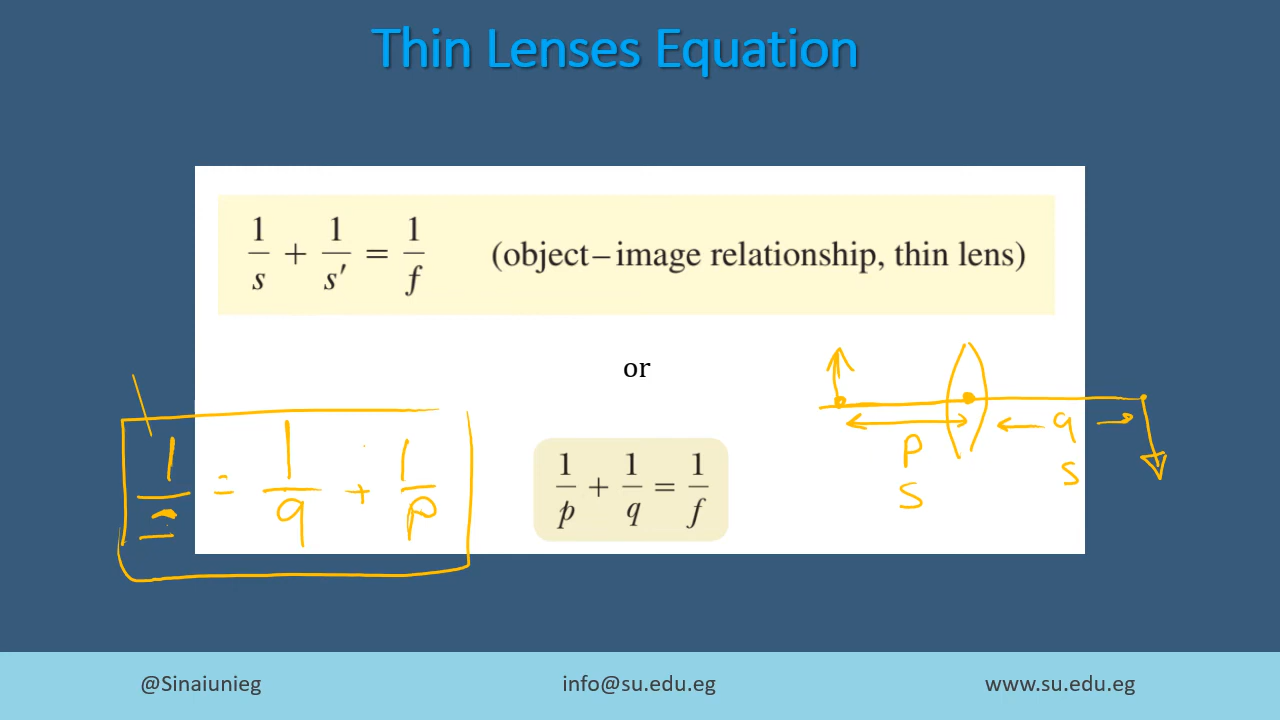 Thin Lenses Equation
1/s + 1/s′ = 1/f (object–image relationship, thin lens)
or
1/p + 1/q = 1/f
1/ = 1/q + 1/p
p q
s s
@Sinaiunieg info@su.edu.eg www.su.edu.eg